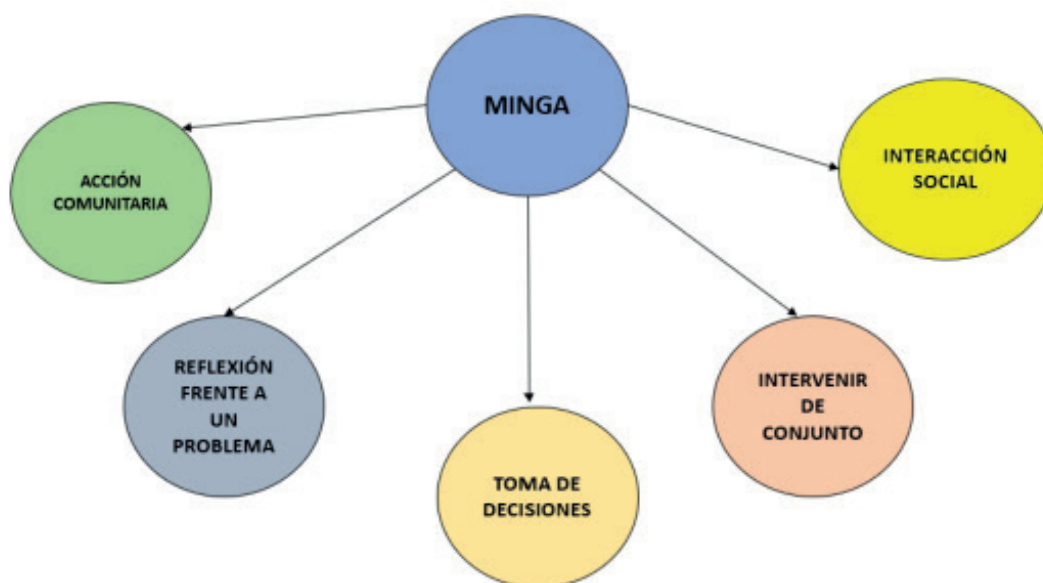 MINGA
ACCIÓN
COMUNITARIA
INTERACCIÓN
SOCIAL
REFLEXIÓN
FRENTE A
UN
PROBLEMA
INTERVENIR
DE
CONJUNTO
TOMA DE
DECISIONES